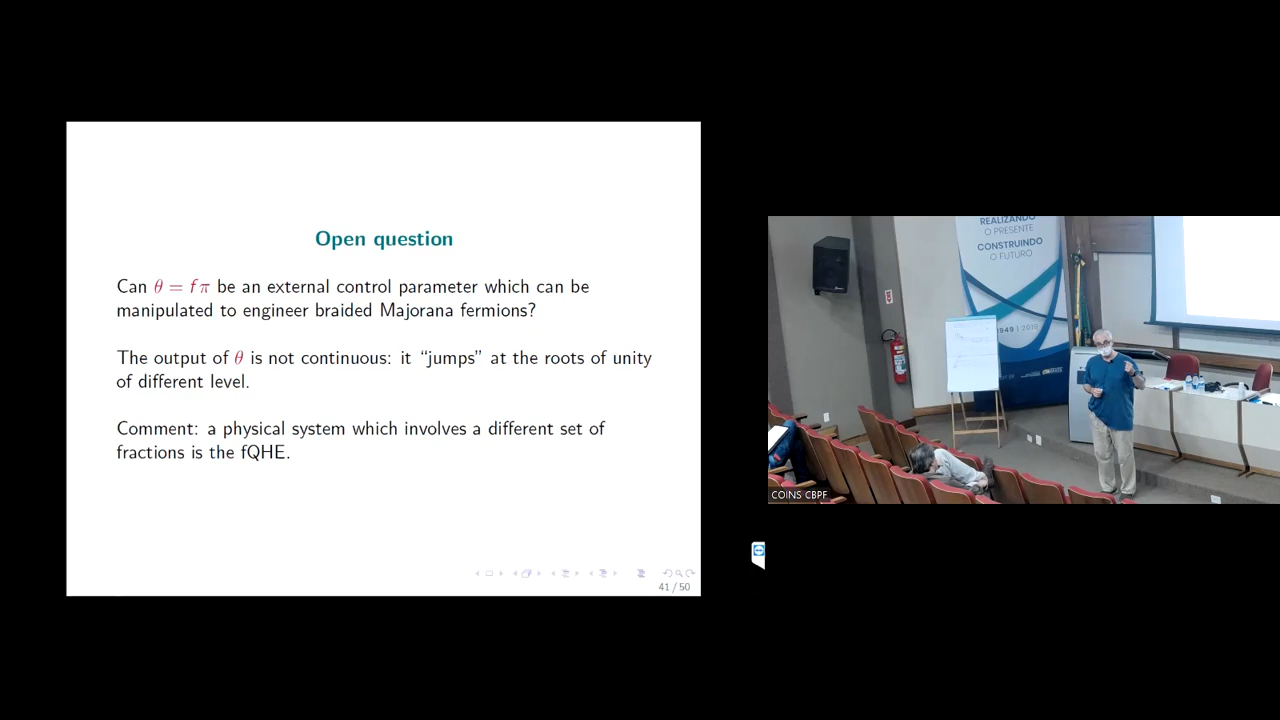 Open question
Can θ = fπ be an external control parameter which can be
manipulated to engineer braided Majorana fermions?
The output of θ is not continuous: it “jumps” at the roots of unity
of different level.
Comment: a physical system which involves a different set of
fractions is the fQHE.
41 / 50
REALIZANDO
O PRESENTE
CONSTRUINDO
O FUTURO
1949 | 2019
COINS CBPF